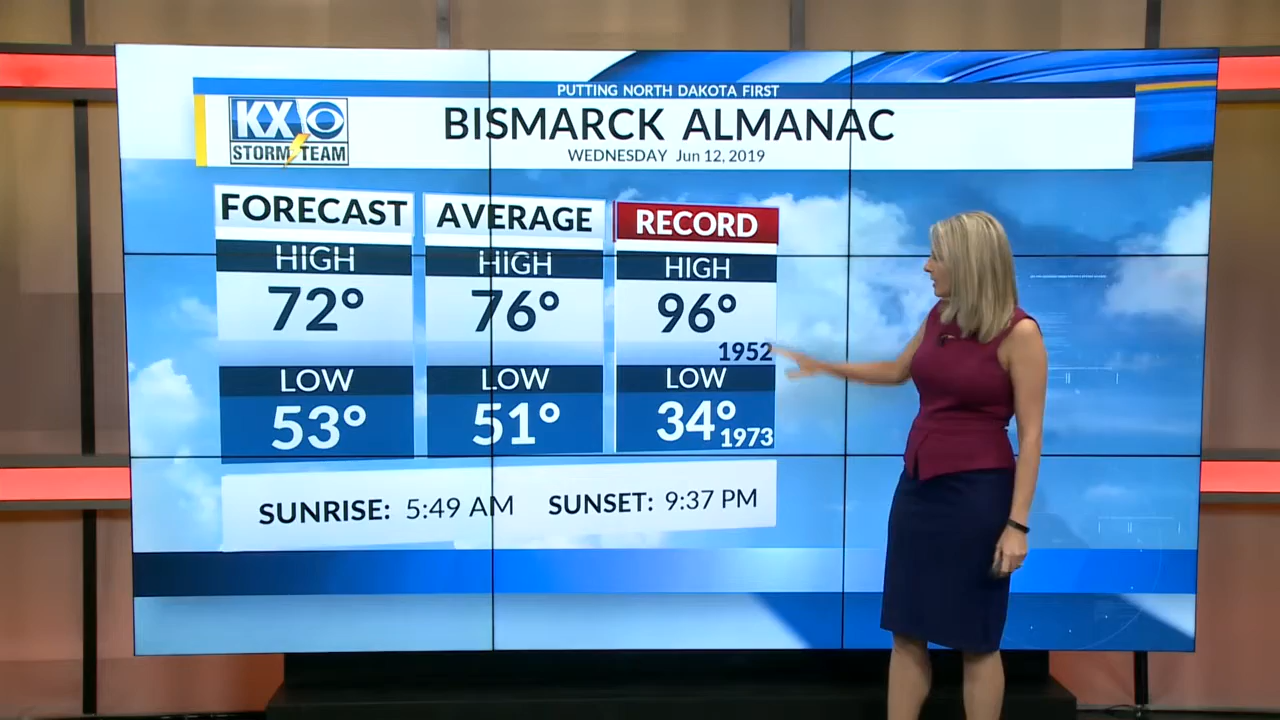 PUTTING NORTH DAKOTA FIRST
KX
STORM TEAM
BISMARCK ALMANAC
WEDNESDAY Jun 12, 2019
FORECAST
HIGH
72°
LOW
53°
AVERAGE
HIGH
76°
LOW
51°
RECORD
HIGH
96°
1952
LOW
34°
1973
SUNRISE: 5:49 AM SUNSET: 9:37 PM